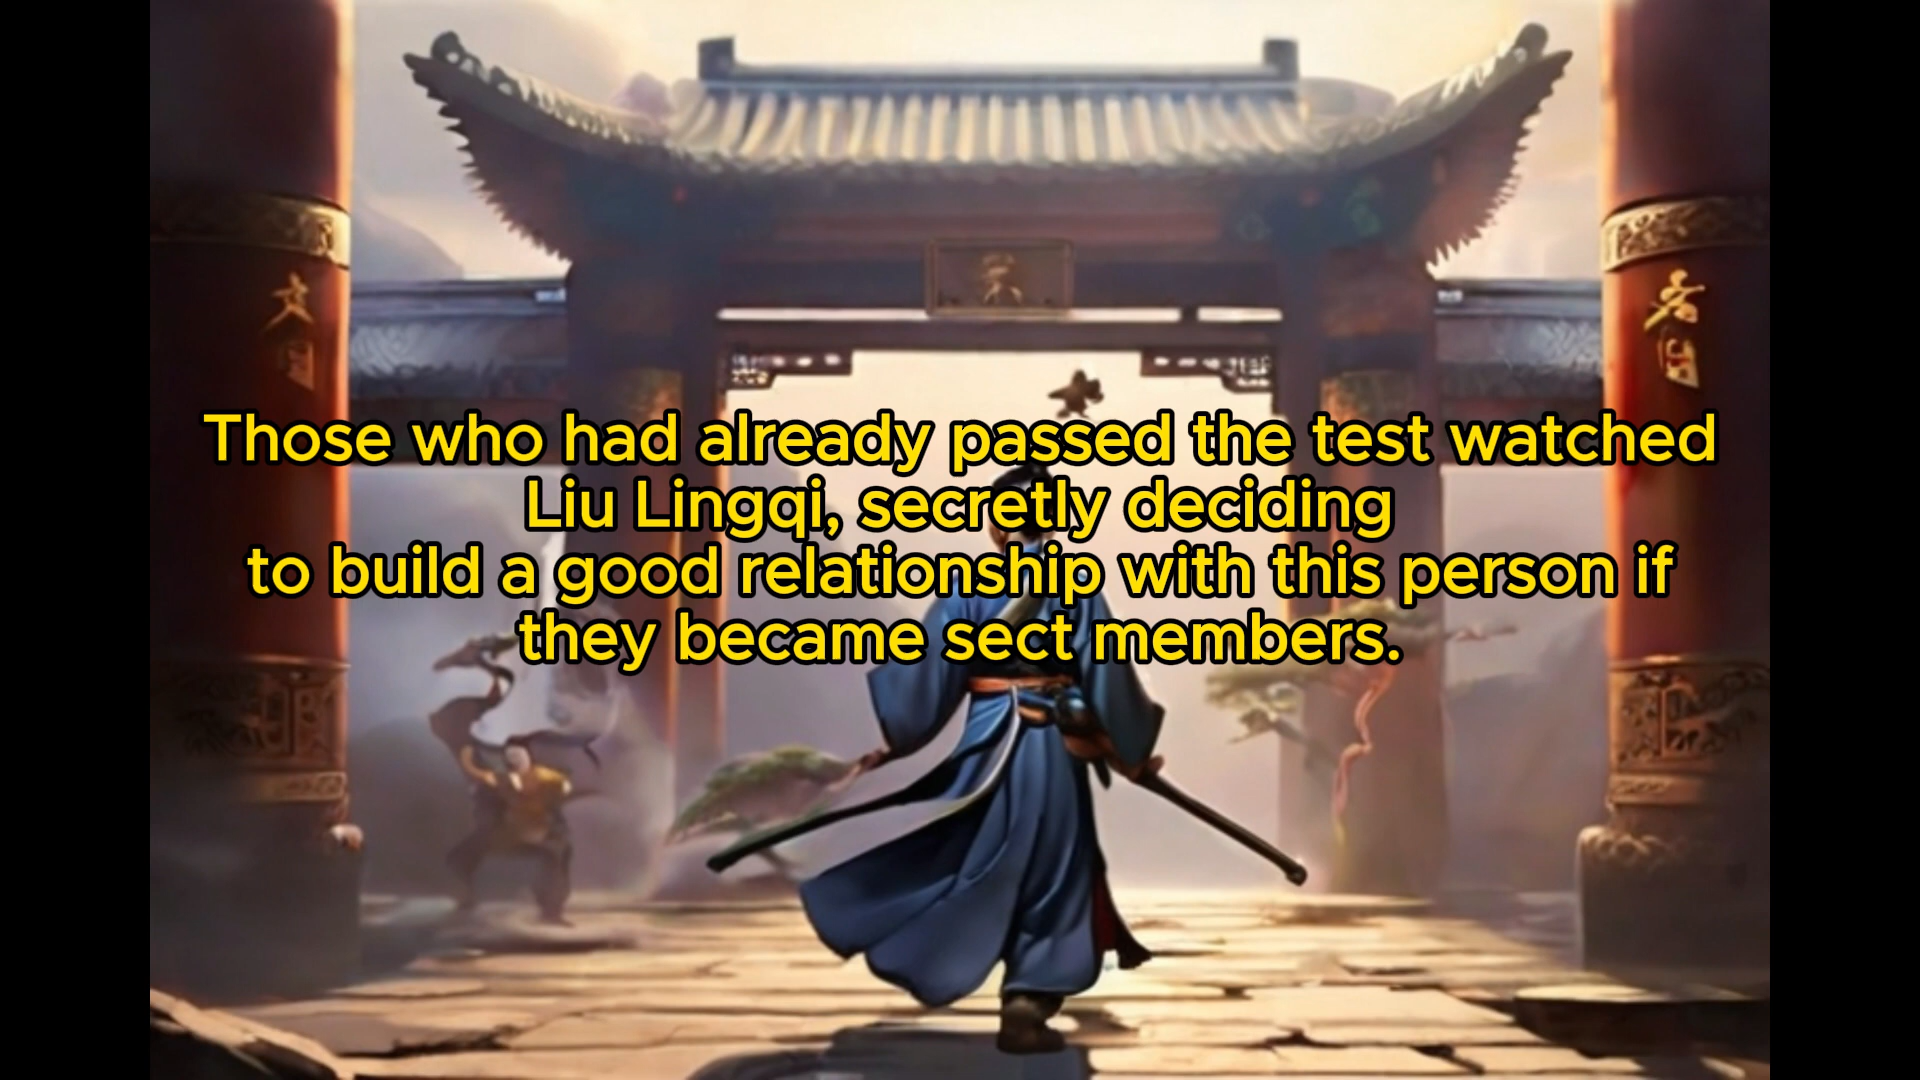 Those who had already passed the test watched
Liu Lingqi, secretly deciding
to build a good relationship with this person if
they became sect members.